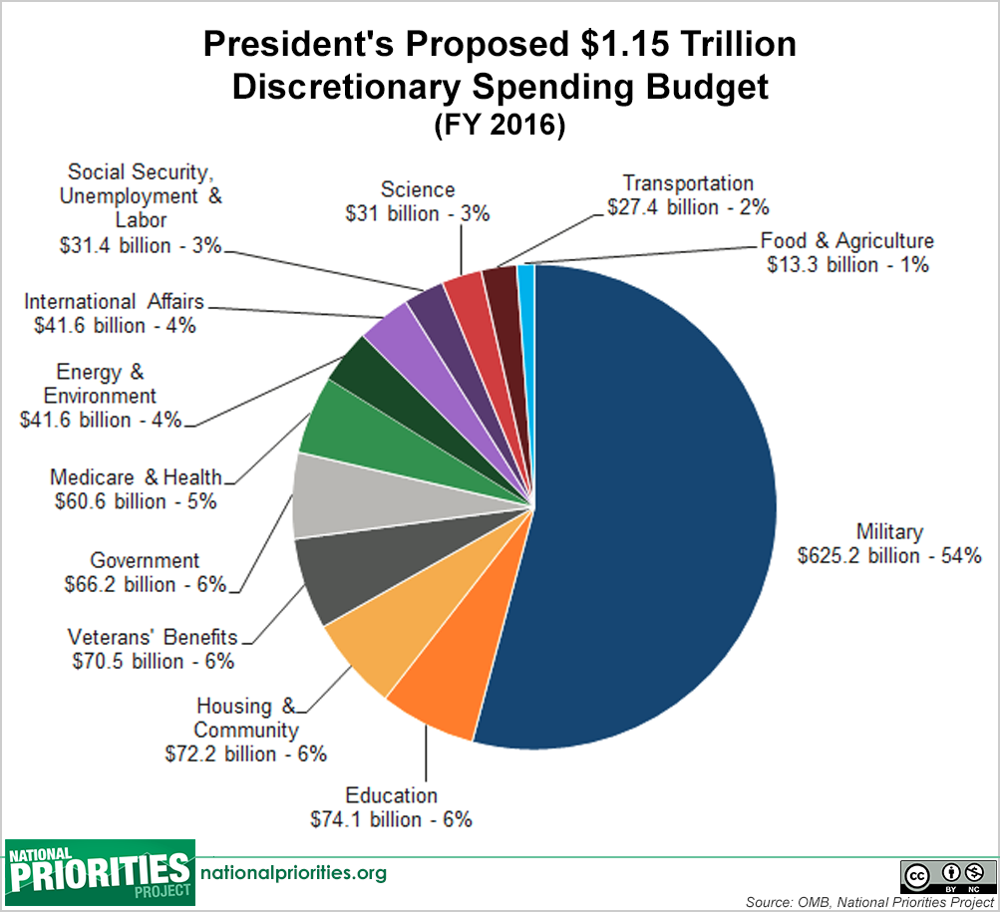 President's Proposed $1.15 Trillion
Discretionary Spending Budget
(FY 2016)
Social Security,
Unemployment &
Labor
$31.4 billion - 3%
Science
$31 billion - 3%
Transportation
$27.4 billion - 2%
Food & Agriculture
$13.3 billion - 1%
International Affairs
$41.6 billion - 4%
Energy &
Environment
$41.6 billion - 4%
Medicare & Health
$60.6 billion - 5%
Government
$66.2 billion - 6%
Veterans' Benefits
$70.5 billion - 6%
Housing &
Community
$72.2 billion - 6%
Education
$74.1 billion - 6%
Military
$625.2 billion - 54%
NATIONAL
PRIORITIES
PROJECT
nationalpriorities.org
cc
BY NC
Source: OMB, National Priorities Project